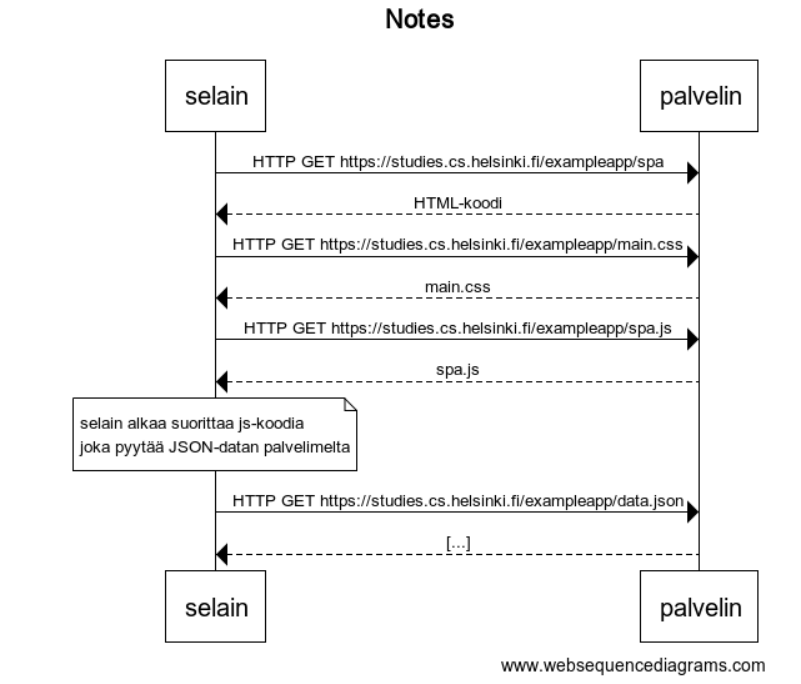 Notes
selain
palvelin
HTTP GET https://studies.cs.helsinki.fi/exampleapp/spa
HTML-koodi
HTTP GET https://studies.cs.helsinki.fi/exampleapp/main.css
main.css
HTTP GET https://studies.cs.helsinki.fi/exampleapp/spa.js
spa.js
selain alkaa suorittaa js-koodia
joka pyytää JSON-datan palvelimelta
HTTP GET https://studies.cs.helsinki.fi/exampleapp/data.json
[...]
selain
palvelin
www.websequencediagrams.com